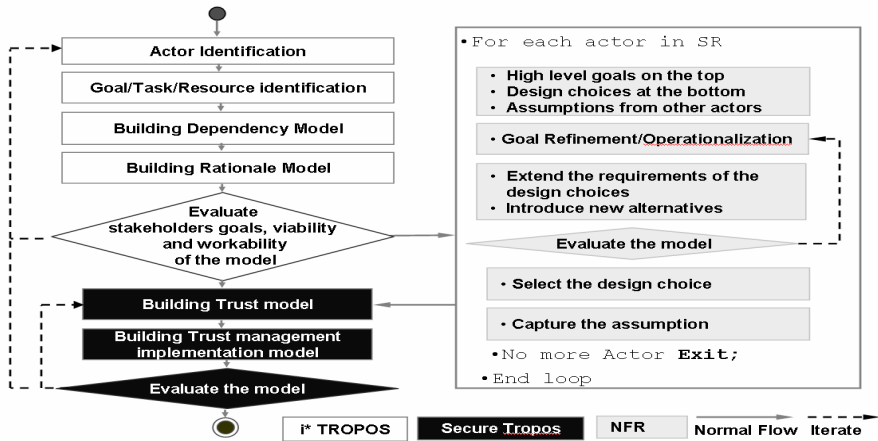 Actor Identification
Goal/Task/Resource identification
Building Dependency Model
Building Rationale Model
Evaluate
stakeholders goals, viability
and workability
of the model
Building Trust model
Building Trust management
implementation model
Evaluate the model
•For each actor in SR
• High level goals on the top
• Design choices at the bottom
• Assumptions from other actors
• Goal Refinement/Operationalization
• Extend the requirements of the
design choices
• Introduce new alternatives
Evaluate the model
• Select the design choice
• Capture the assumption
•No more Actor Exit;
•End loop
i* TROPOS
Secure Tropos
NFR
Normal Flow
Iterate